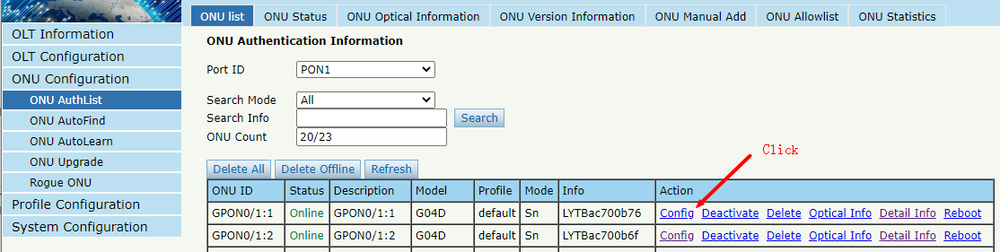 ONU list ONU Status ONU Optical Information ONU Version Information ONU Manual Add ONU Allowlist ONU Statistics
OLT Information
OLT Configuration
ONU Configuration
ONU AuthList
ONU AutoFind
ONU AutoLearn
ONU Upgrade
Rogue ONU
Profile Configuration
System Configuration
ONU Authentication Information
Port ID PON1
Search Mode All
Search Info Search
ONU Count 20/23
Click
Delete All Delete Offline Refresh
ONU ID Status Description Model Profile Mode Info Action
GPON0/1:1 Online GPON0/1:1 G04D default Sn LYTBac700b76 Config Deactivate Delete Optical Info Detail Info Reboot
GPON0/1:2 Online GPON0/1:2 G04D default Sn LYTBac700b6f Config Deactivate Delete Optical Info Detail Info Reboot